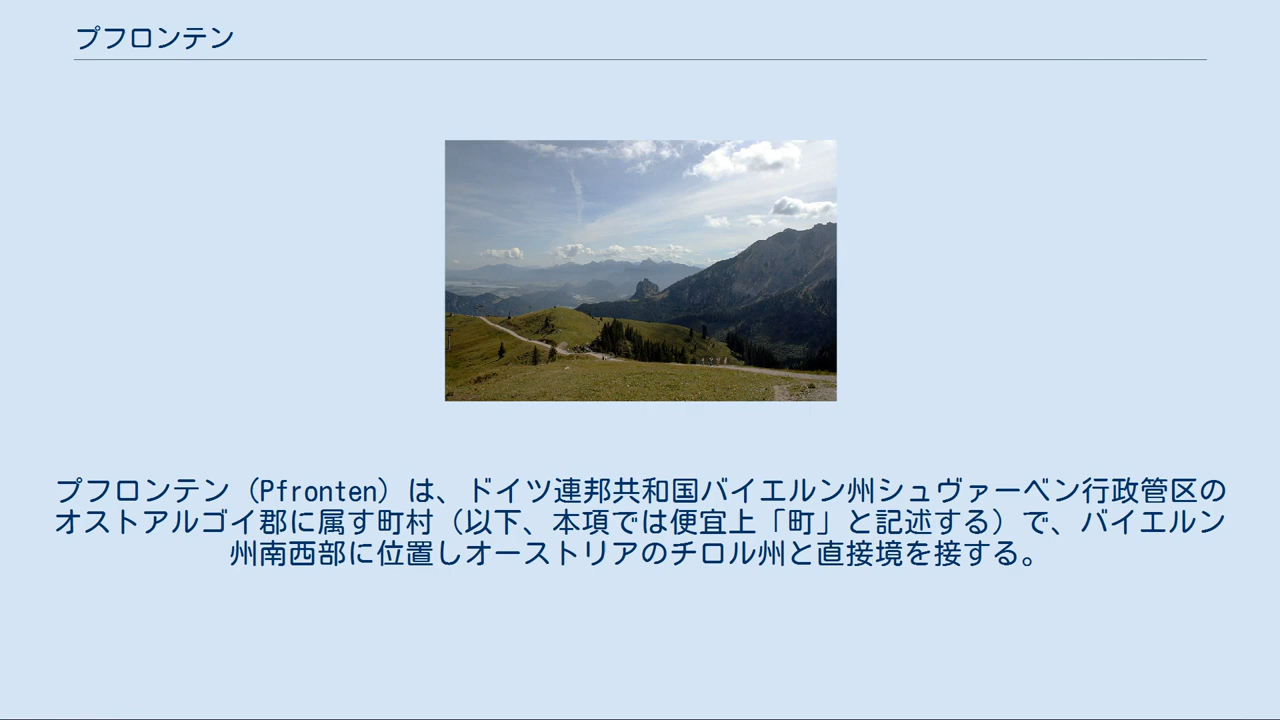 プフロンテン
プフロンテン（Pfronten）は、ドイツ連邦共和国バイエルン州シュヴァーベン行政管区の
オストアルゴイ郡に属す町村（以下、本項では便宜上「町」と記述する）で、バイエルン
州南西部に位置しオーストリアのチロル州と直接境を接する。